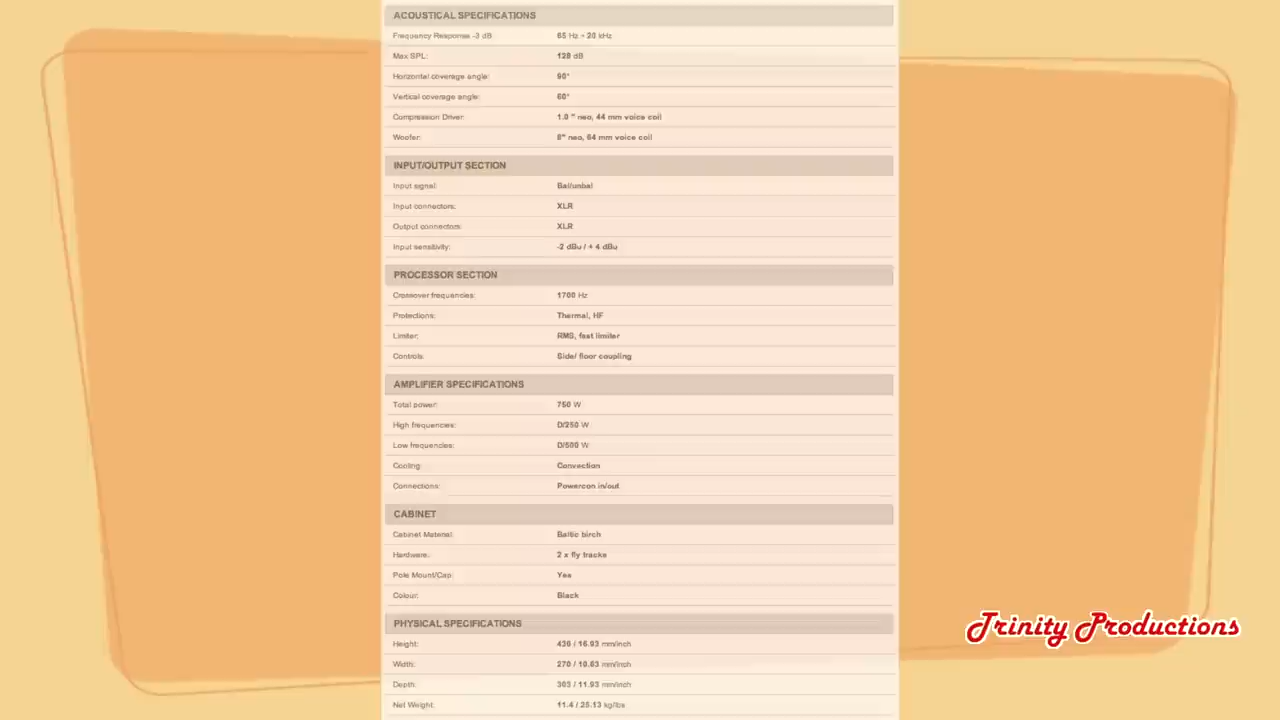 ACOUSTICAL SPECIFICATIONS
Frequency Response -3 dB 65 Hz ÷ 20 kHz
Max SPL: 128 dB
Horizontal coverage angle: 90°
Vertical coverage angle: 60°
Compression Driver: 1.0 " neo, 44 mm voice coil
Woofer: 8" neo, 64 mm voice coil
INPUT/OUTPUT SECTION
Input signal: Bal/unbal
Input connectors: XLR
Output connectors: XLR
Input sensitivity: -2 dBu / + 4 dBu
PROCESSOR SECTION
Crossover frequencies: 1700 Hz
Protections: Thermal, HF
Limiter: RMS, fast limiter
Controls: Side/ floor coupling
AMPLIFIER SPECIFICATIONS
Total power: 750 W
High frequencies: D/250 W
Low frequencies: D/500 W
Cooling: Convection
Connections: Powercon in/out
CABINET
Cabinet Material: Baltic birch
Hardware: 2 x fly tracks
Pole Mount/Cap: Yes
Colour: Black
PHYSICAL SPECIFICATIONS
Height: 430 / 16.93 mm/inch
Width: 270 / 10.63 mm/inch
Depth: 303 / 11.93 mm/inch
Net Weight: 11.4 / 25.13 kg/lbs
Trinity Productions